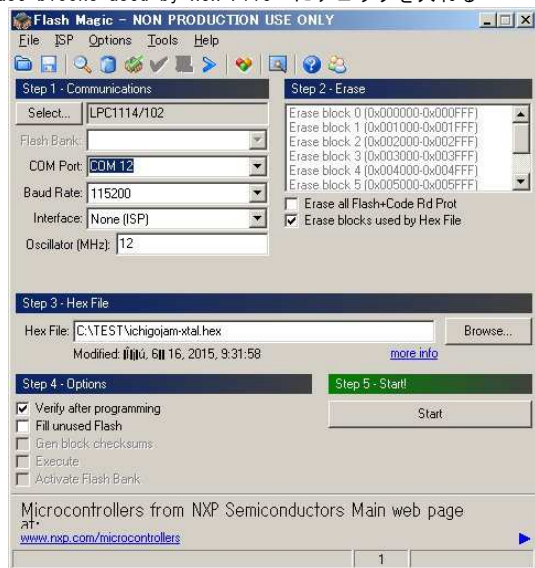 Flash Magic - NON PRODUCTION USE ONLY
File ISP Options Tools Help
Step 1 - Communications
Select... LPC1114/102
Flash Bank:
COM Port: COM 12
Baud Rate: 115200
Interface: None (ISP)
Oscillator (MHz): 12
Step 2 - Erase
Erase block 0 (0x000000-0x000FFF)
Erase block 1 (0x001000-0x001FFF)
Erase block 2 (0x002000-0x002FFF)
Erase block 3 (0x003000-0x003FFF)
Erase block 4 (0x004000-0x004FFF)
Erase block 5 (0x005000-0x005FFF)
Erase all Flash+Code Rd Prot
Erase blocks used by Hex File
Step 3 - Hex File
Hex File: C:\TEST\ichigojam-xtal.hex Browse...
Modified: 16, 2015, 9:31:58 more info
Step 4 - Options
Verify after programming
Fill unused Flash
Gen block checksums
Execute
Activate Flash Bank
Step 5 - Start!
Start
Microcontrollers from NXP Semiconductors Main web page
at:
www.nxp.com/microcontrollers
1